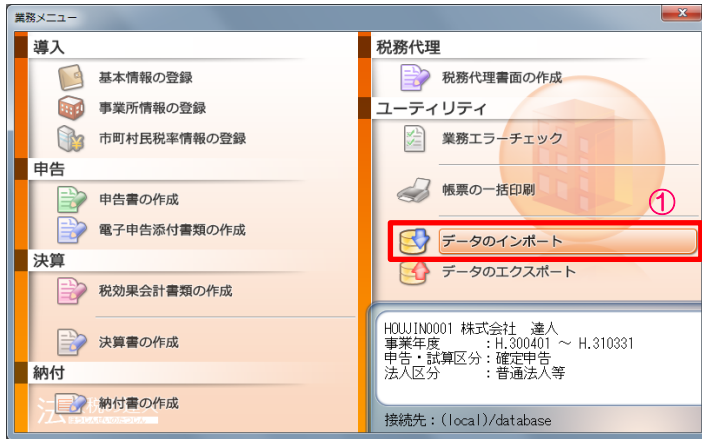 業務メニュー
導入
基本情報の登録
事業所情報の登録
市町村民税率情報の登録
申告
申告書の作成
電子申告添付書類の作成
決算
税効果会計書類の作成
決算書の作成
納付
納付書の作成
税務代理
税務代理書面の作成
ユーティリティ
業務エラーチェック
帳票の一括印刷
①
データのインポート
データのエクスポート
HOUJIN0001 株式会社 達人
事業年度 :H.300401 ~ H.310331
申告・試算区分:確定申告
法人区分 :普通法人等
接続先:(local)/database